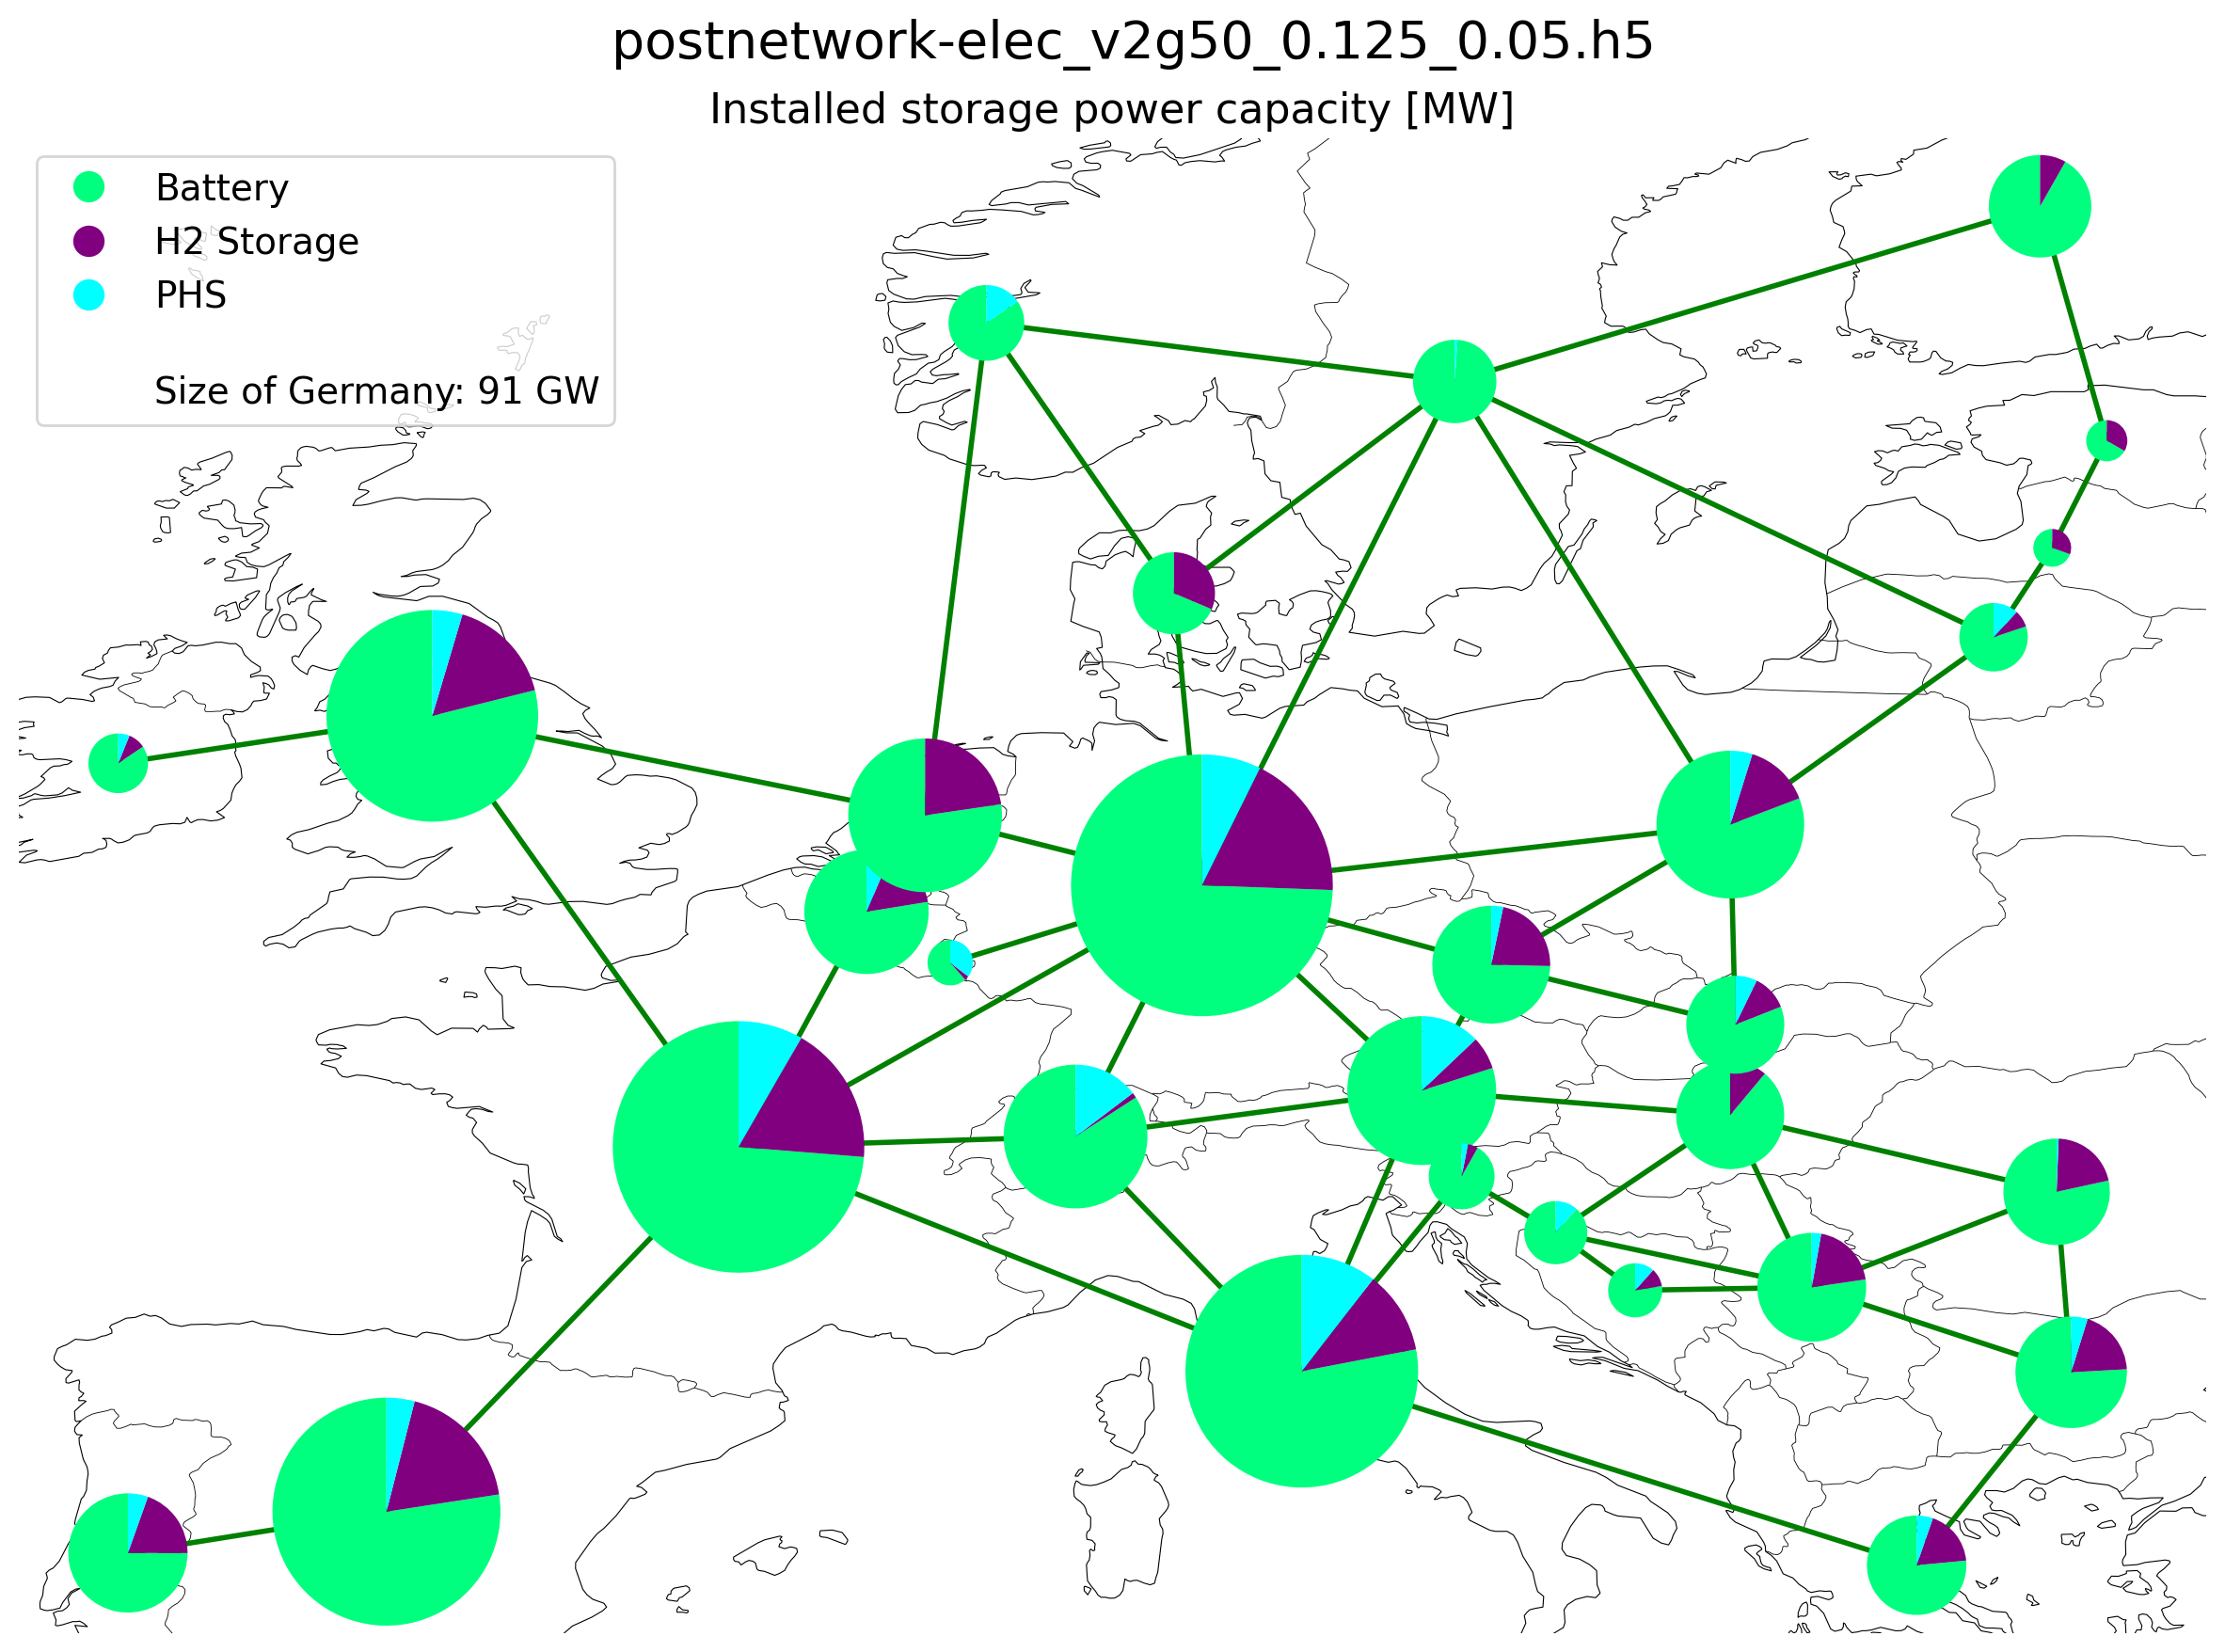 postnetwork-elec_v2g50_0.125_0.05.h5
Installed storage power capacity [MW]
Battery
H2 Storage
PHS
Size of Germany: 91 GW